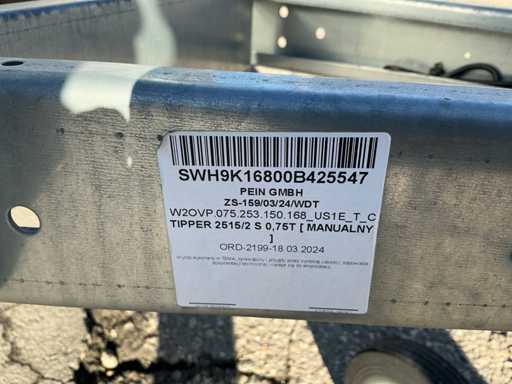 SWH9K16800B425547
PEIN GMBH
ZS-159/03/24/WDT
W2OVP.075.253.150.168_US1E_T_C
TIPPER 2515/2 S 0,75T [ MANUALNY
]
ORD-2199-18.03.2024